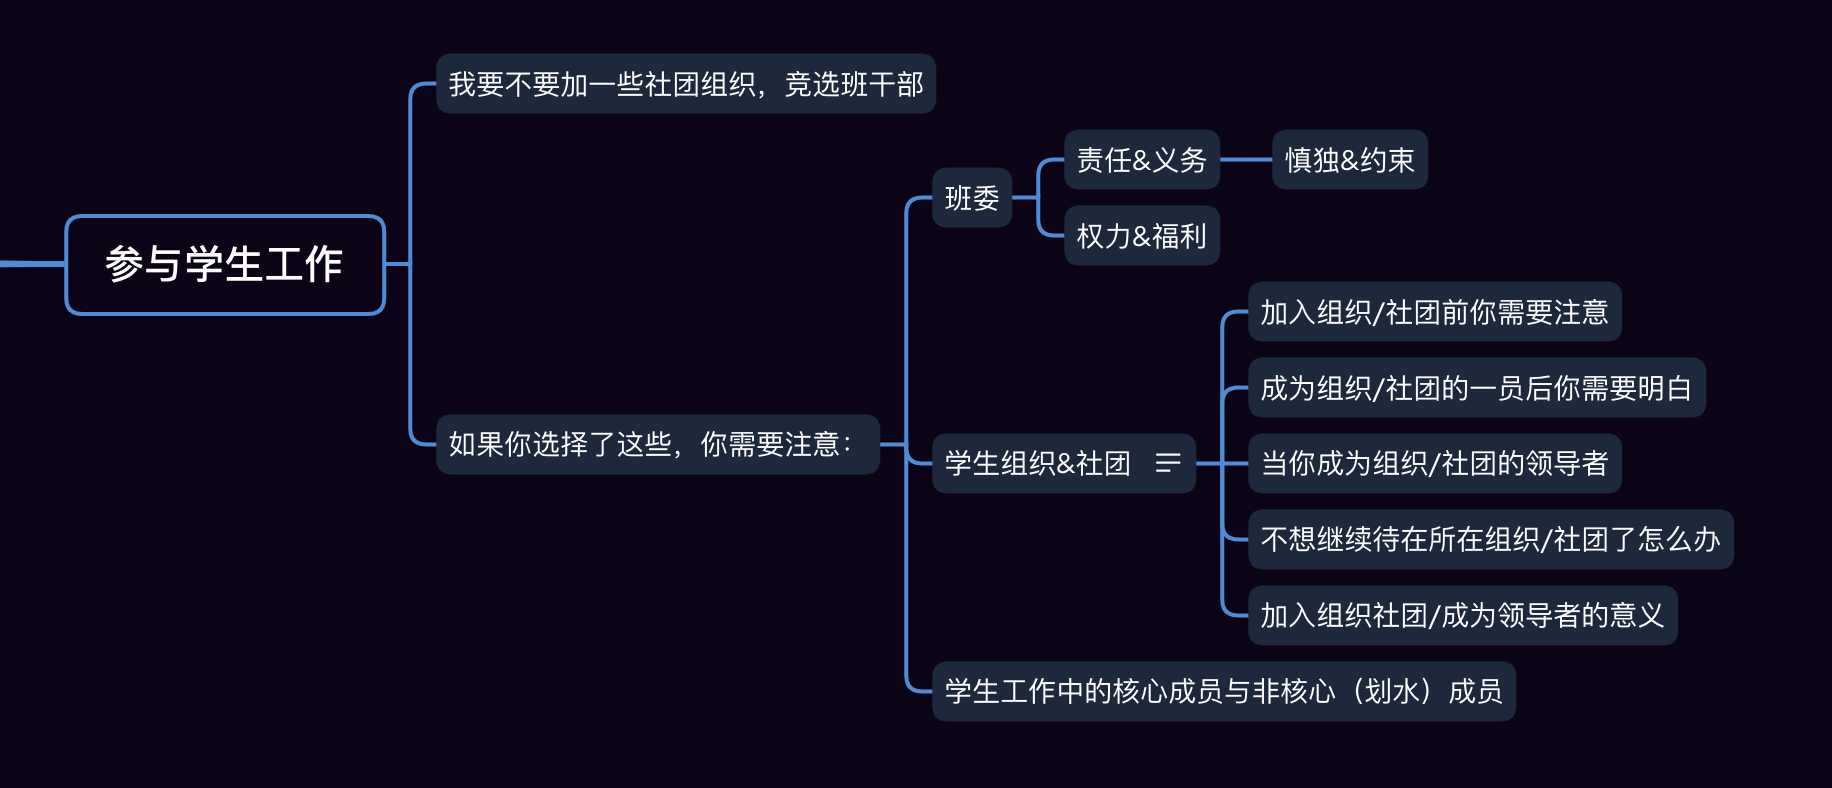 参与学生工作
我要不要加一些社团组织，竞选班干部
如果你选择了这些，你需要注意：
班委
责任&义务
慎独&约束
权力&福利
学生组织&社团
加入组织/社团前你需要注意
成为组织/社团的一员后你需要明白
当你成为组织/社团的领导者
不想继续待在所在组织/社团了怎么办
加入组织社团/成为领导者的意义
学生工作中的核心成员与非核心（划水）成员